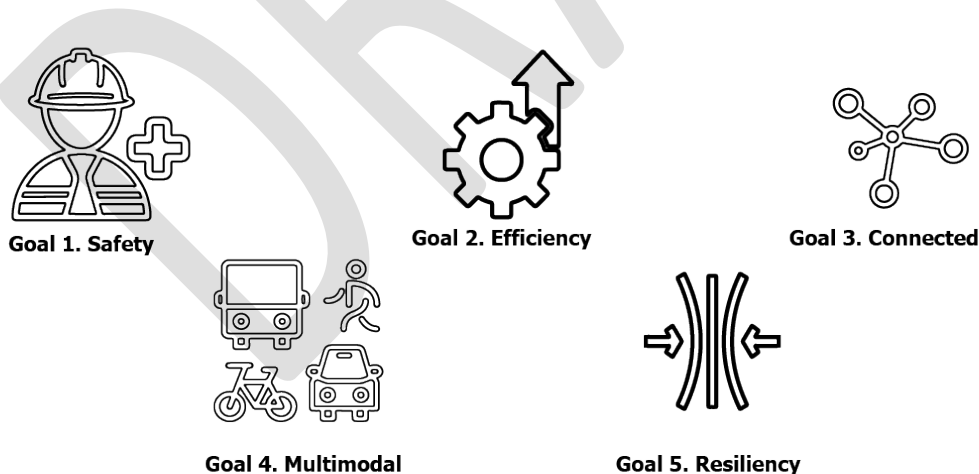 Goal 1. Safety
Goal 2. Efficiency
Goal 3. Connected
Goal 4. Multimodal
Goal 5. Resiliency